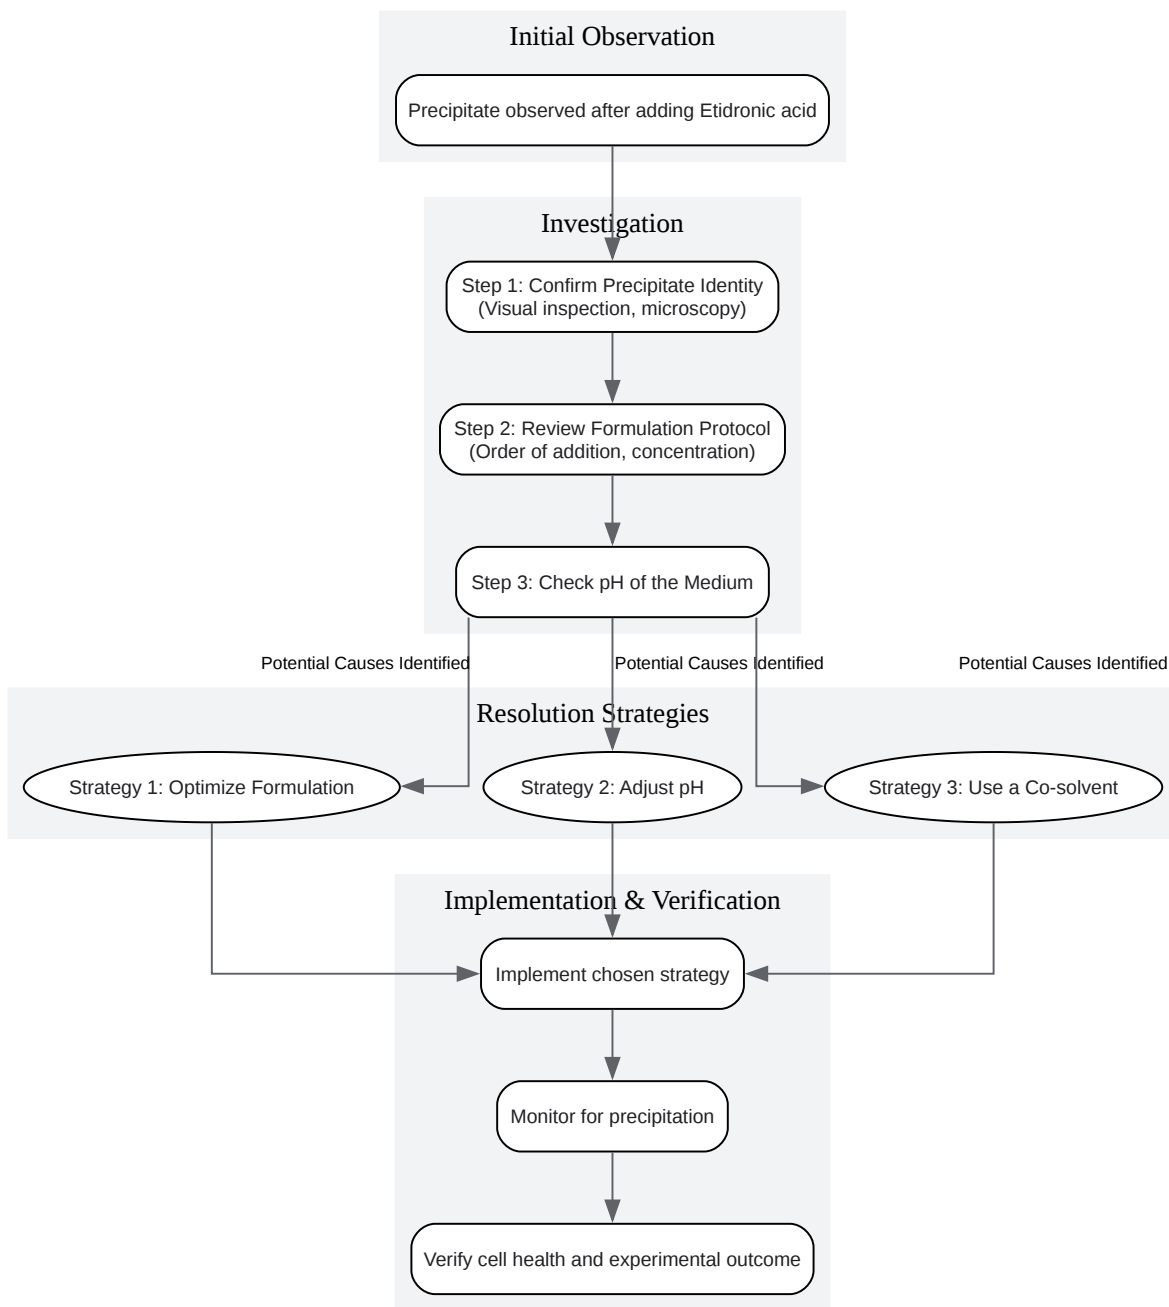 Initial Observation
Precipitate observed after adding Etidronic acid
Investigation
Step 1: Confirm Precipitate Identity
(Visual inspection, microscopy)
Step 2: Review Formulation Protocol
(Order of addition, concentration)
Step 3: Check pH of the Medium
Potential Causes Identified
Potential Causes Identified
Potential Causes Identified
Resolution Strategies
Strategy 1: Optimize Formulation
Strategy 2: Adjust pH
Strategy 3: Use a Co-solvent
Implementation & Verification
Implement chosen strategy
Monitor for precipitation
Verify cell health and experimental outcome